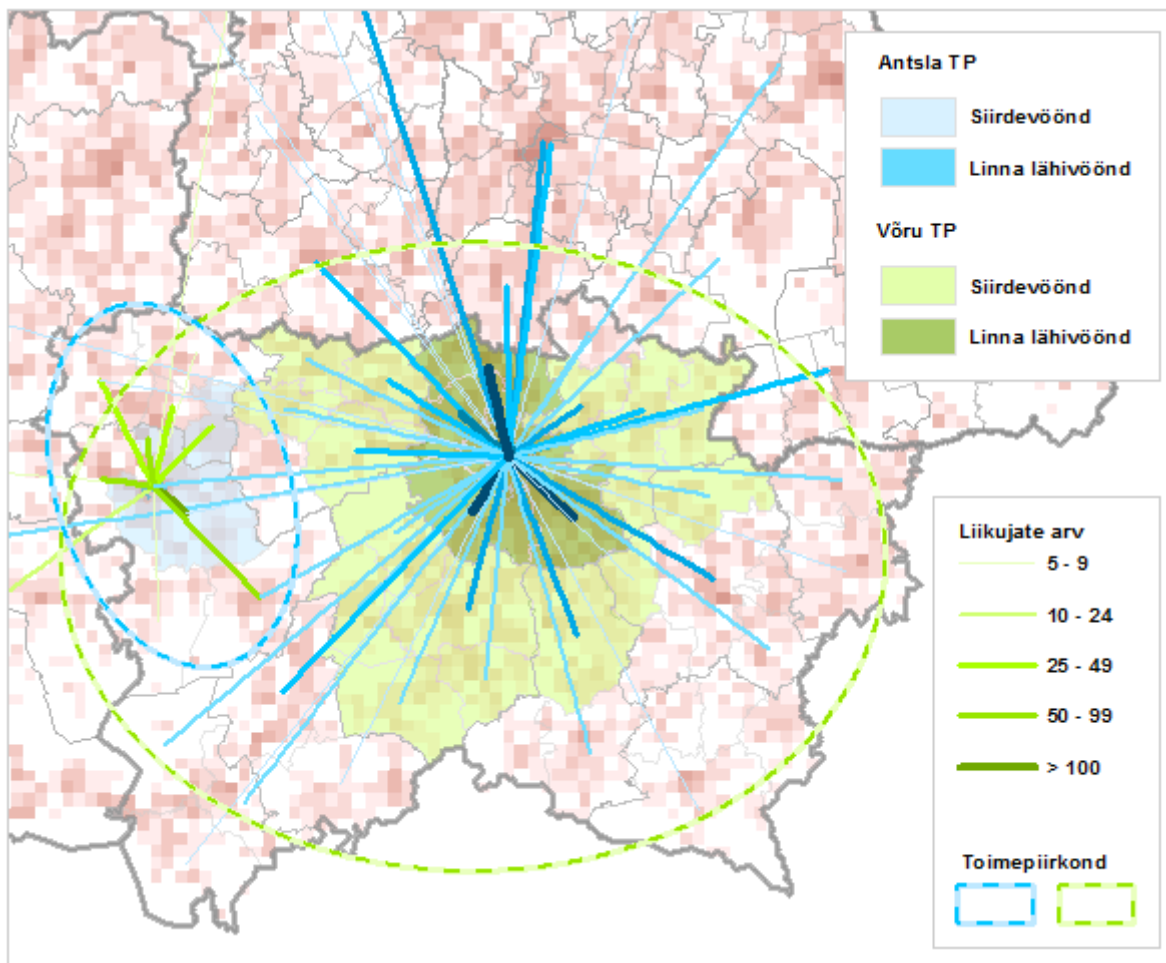 Antsla TP
Siirdevöönd
Linna lähivöönd
Võru TP
Siirdevöönd
Linna lähivöönd
Liikujate arv
5 - 9
10 - 24
25 - 49
50 - 99
> 100
Toimepiirkond